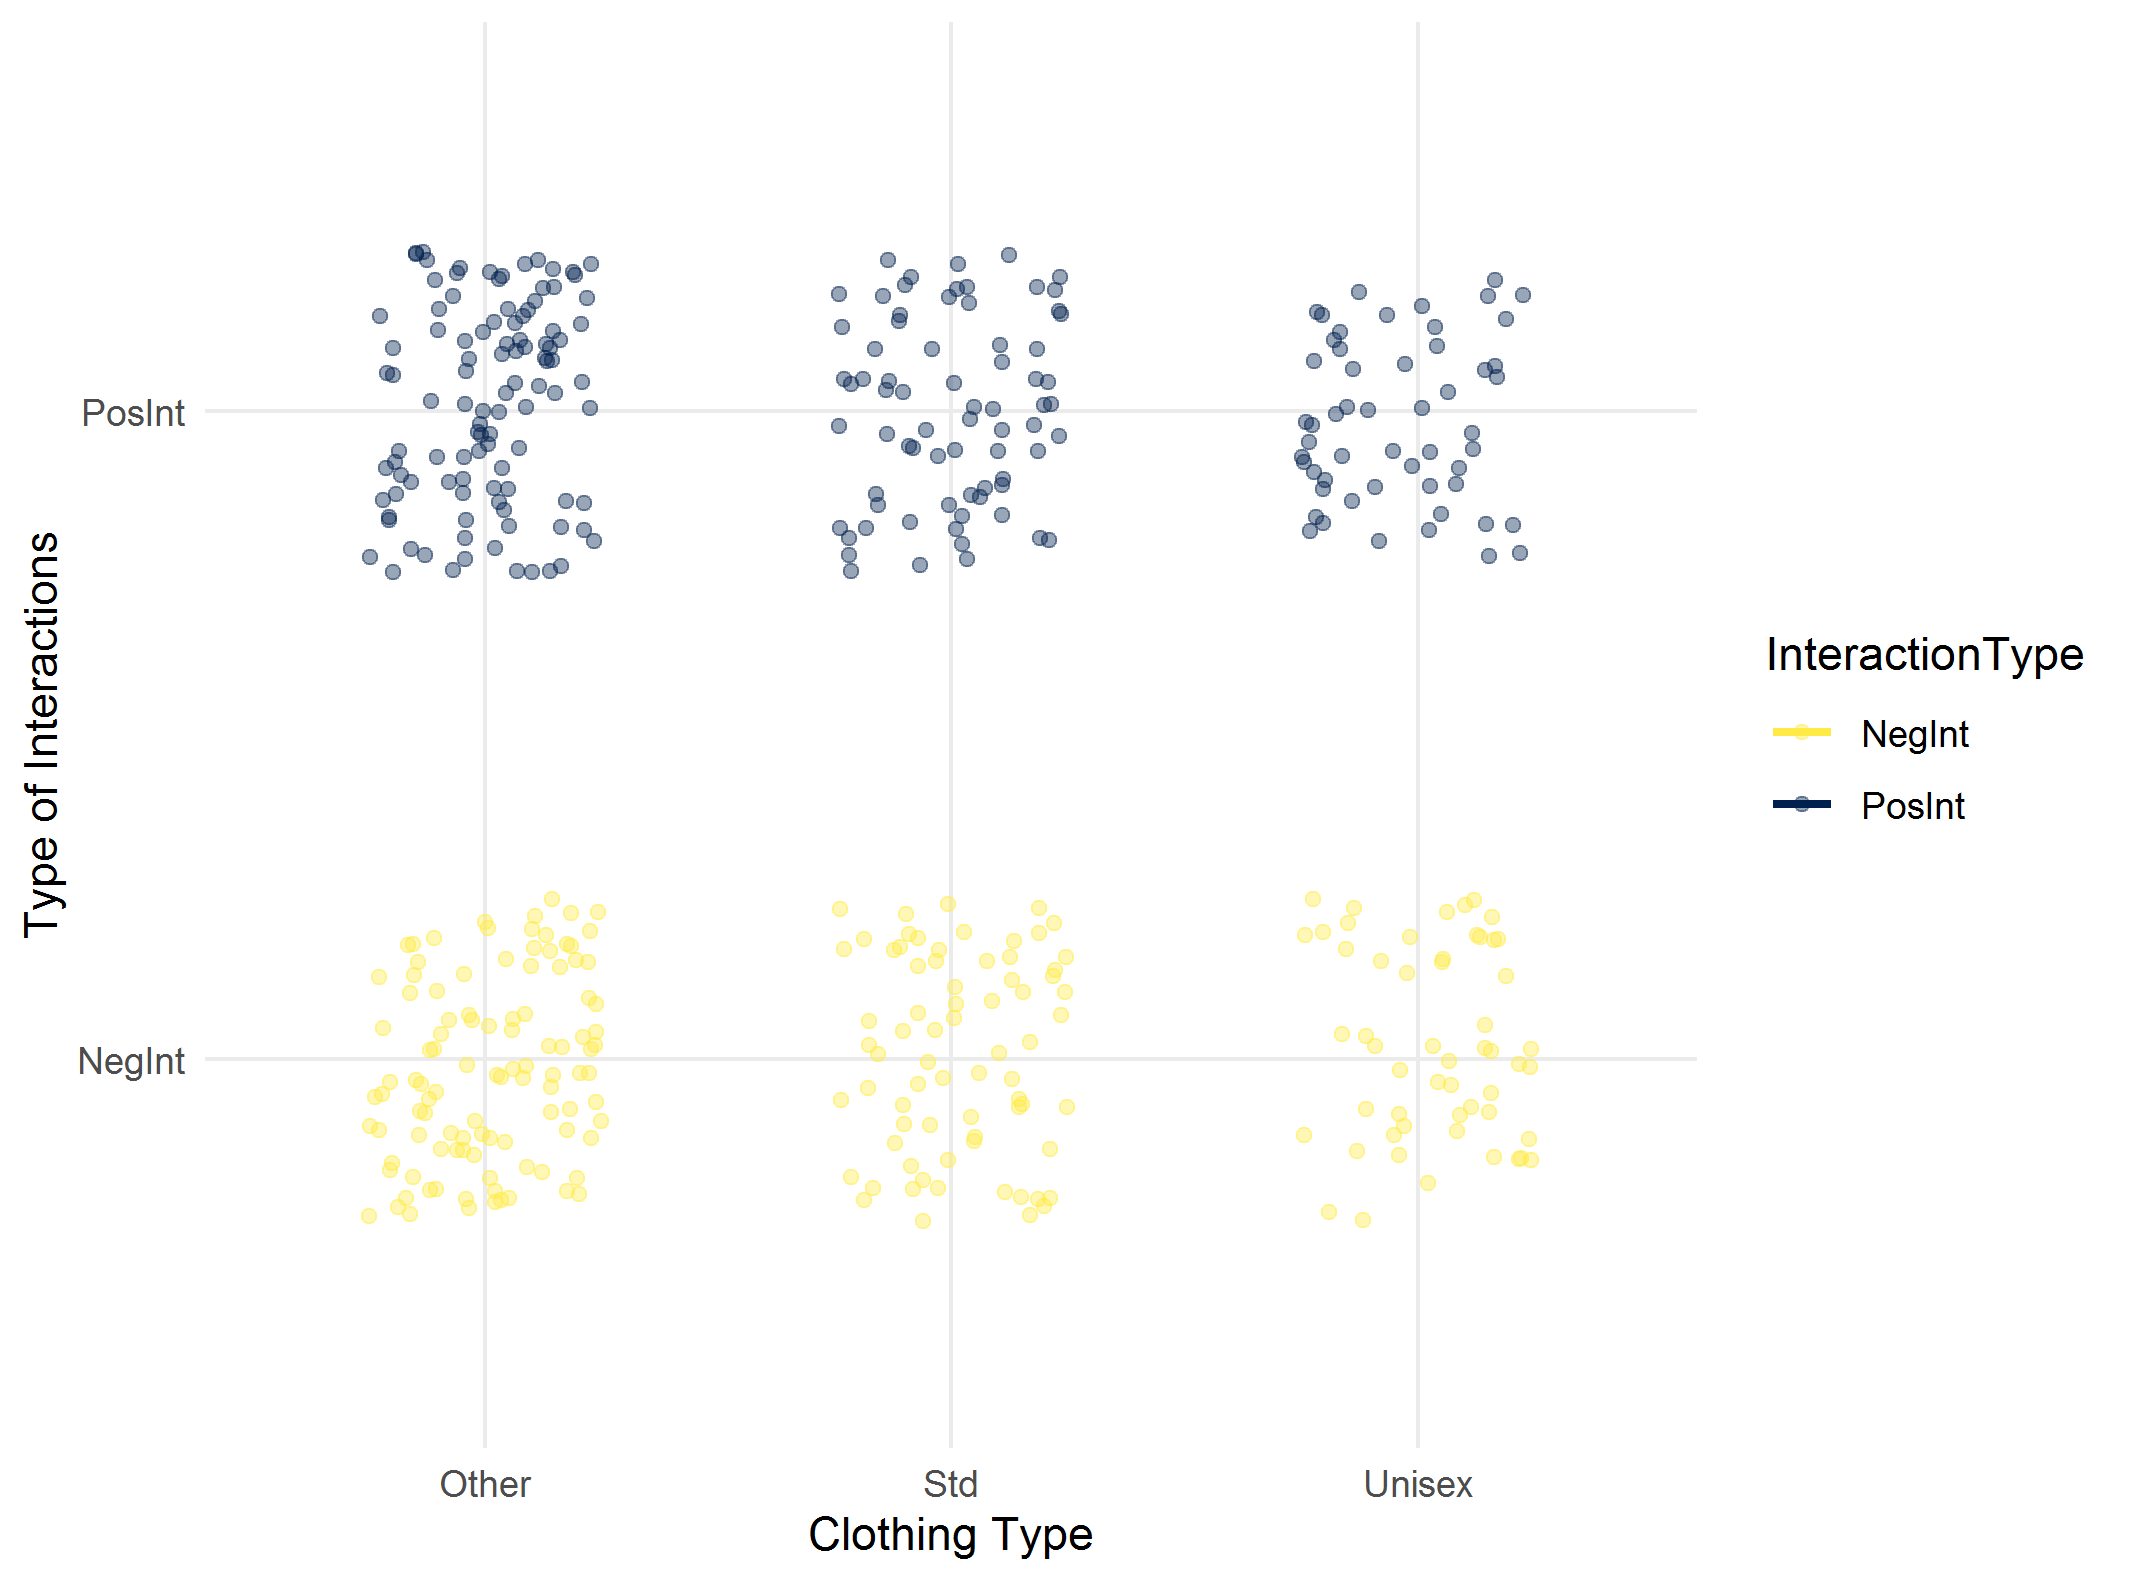 PosInt
NegInt
Type of Interactions
Other
Std
Unisex
Clothing Type
InteractionType
NegInt
PosInt